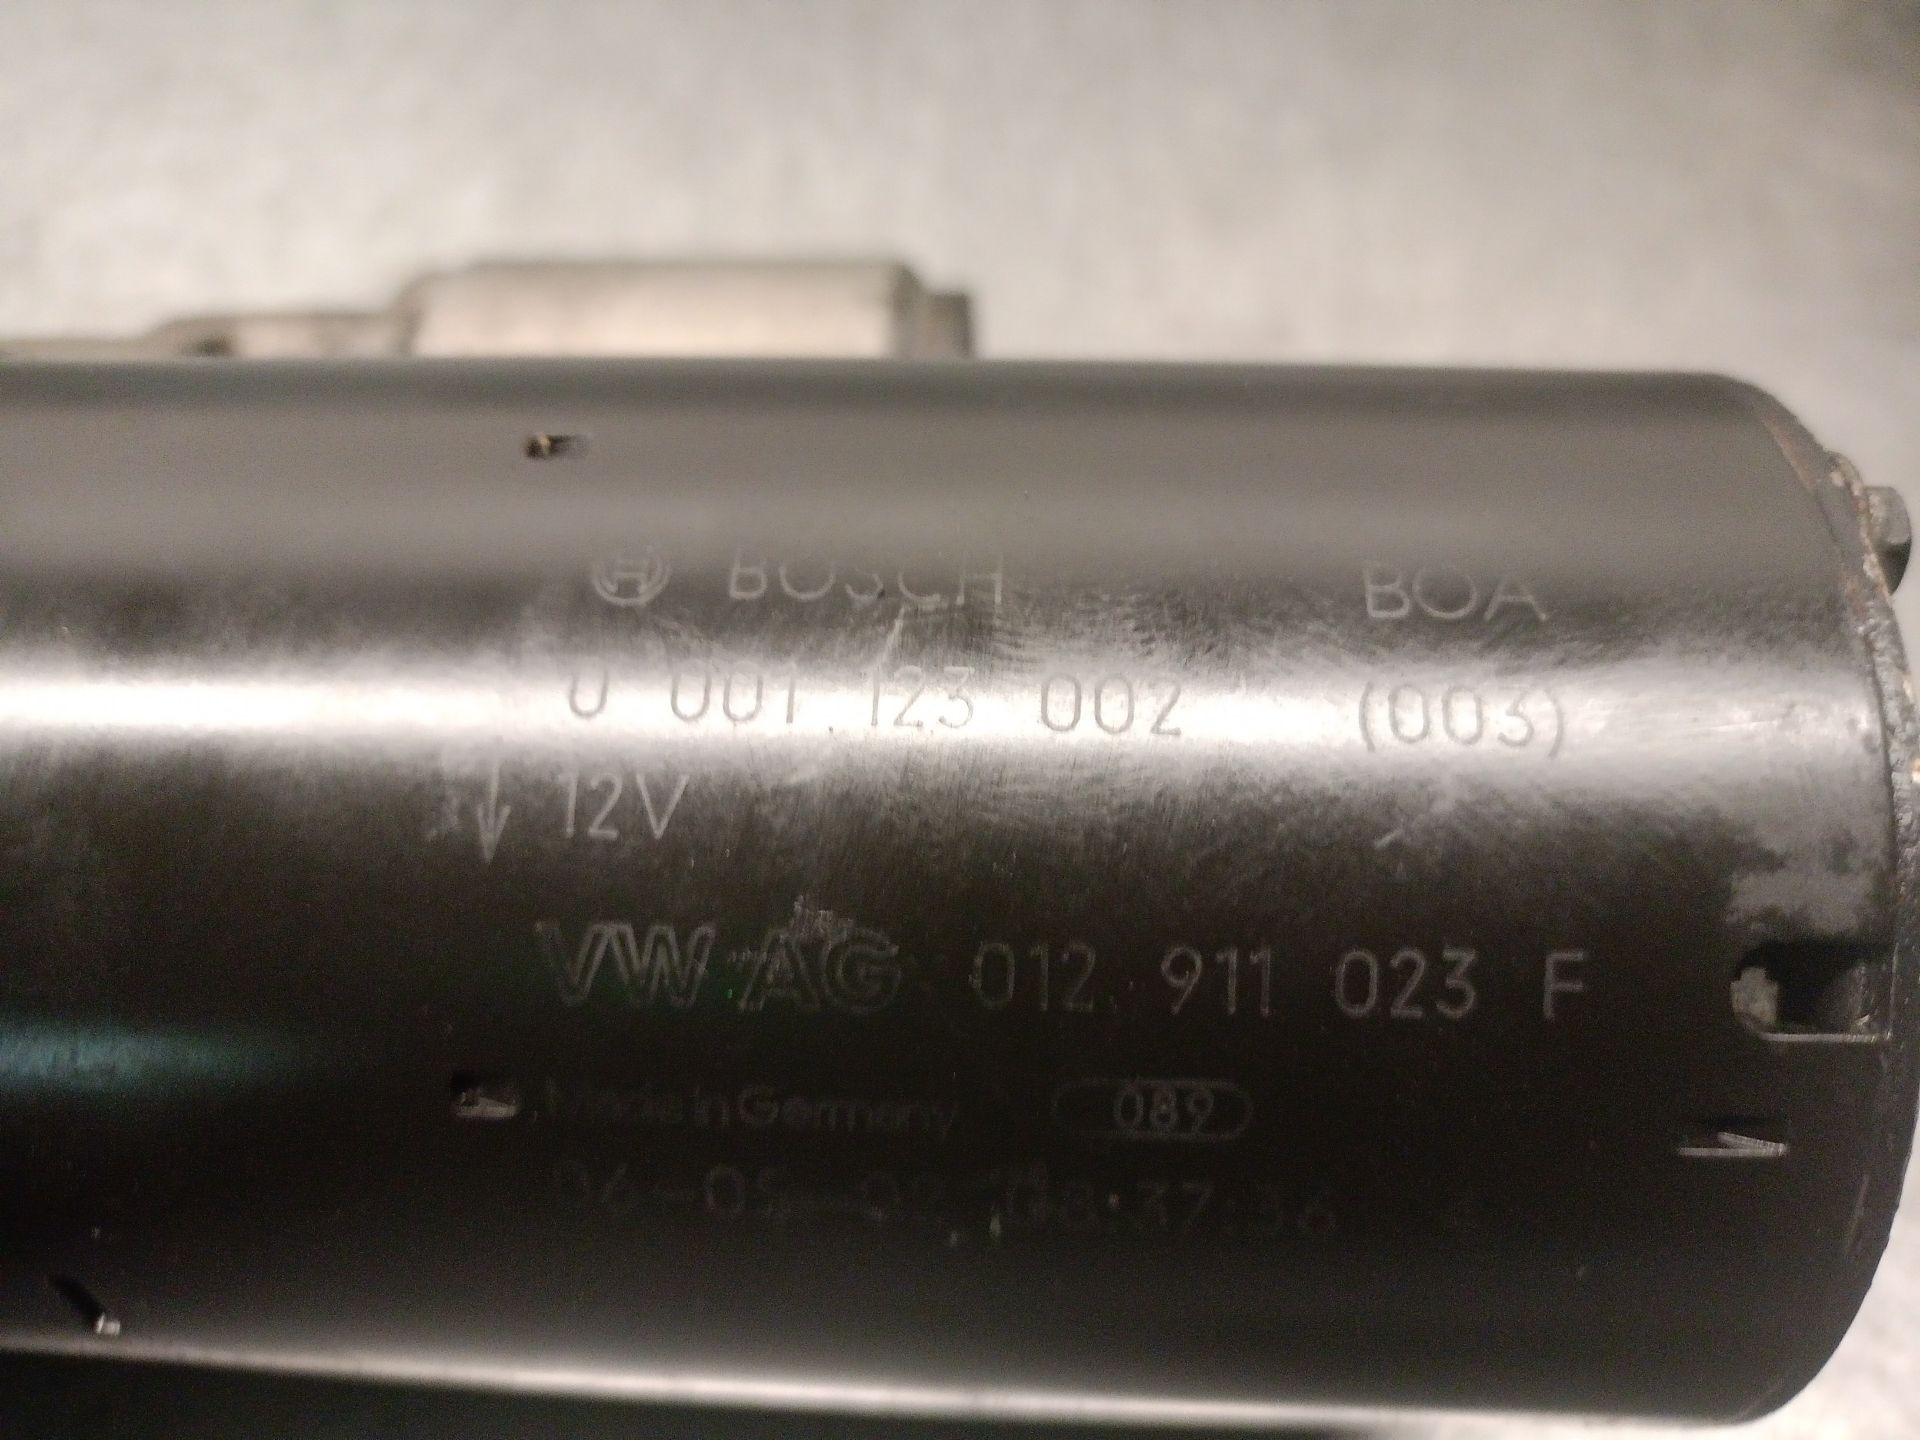 BOSCH BOA
0 001 123 002 (003)
12V
VW AG 012 911 023 F
Made in Germany 089